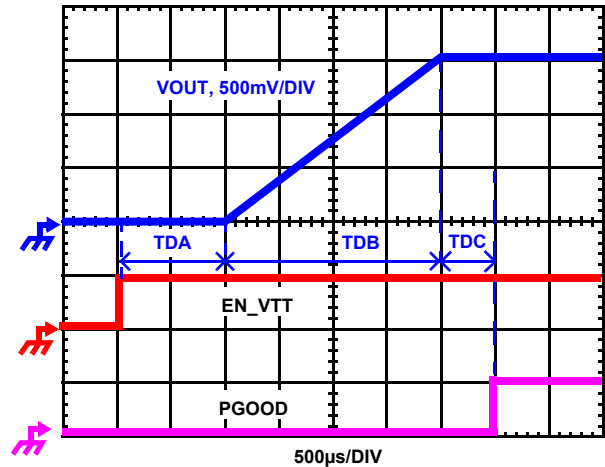 VOUT, 500mV/DIV
TDA
TDB
TDC
EN_VTT
PGOOD
500µs/DIV